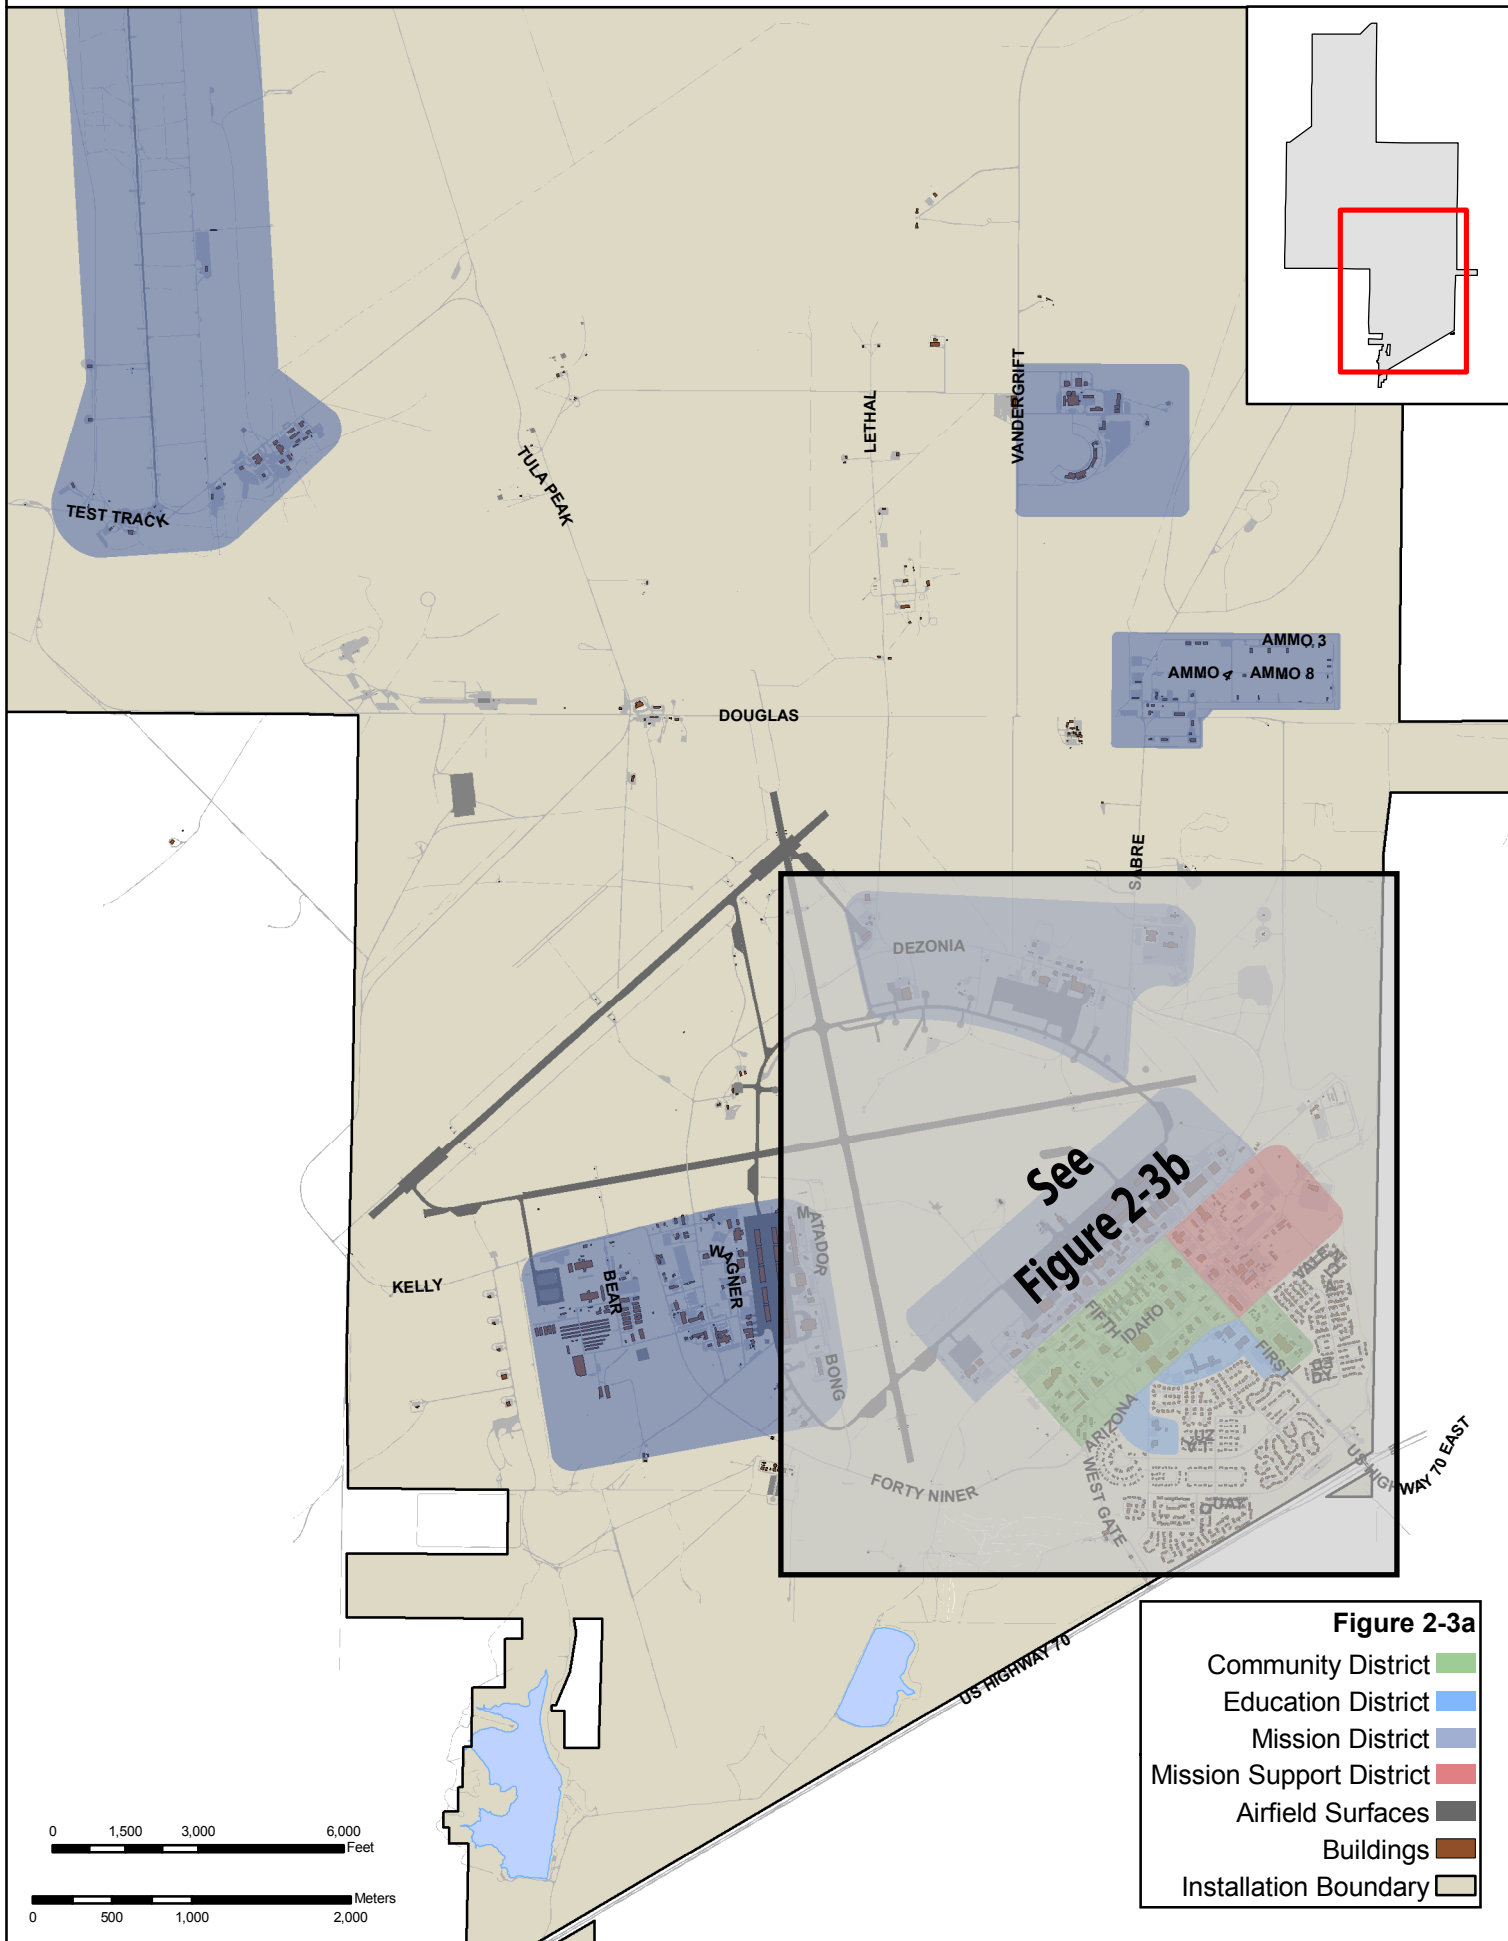 TEST TRACK
TULA PEAK
LETHAL
VANDERGRIFT
AMMO 3
AMMO 4
AMMO 8
DOUGLAS
SABRE
DEZONIA
See
Figure 2-3b
MATADOR
WAGNER
BEAR
KELLY
BONG
FIFTH
IDAHO
FIRST
ARIZONA
WEST GATE
FORTY NINER
QUAY
US HIGHWAY 70 EAST
US HIGHWAY 70
Figure 2-3a
Community District
Education District
Mission District
Mission Support District
Airfield Surfaces
Buildings
Installation Boundary
0 1,500 3,000 6,000
Feet
Meters
0 500 1,000 2,000